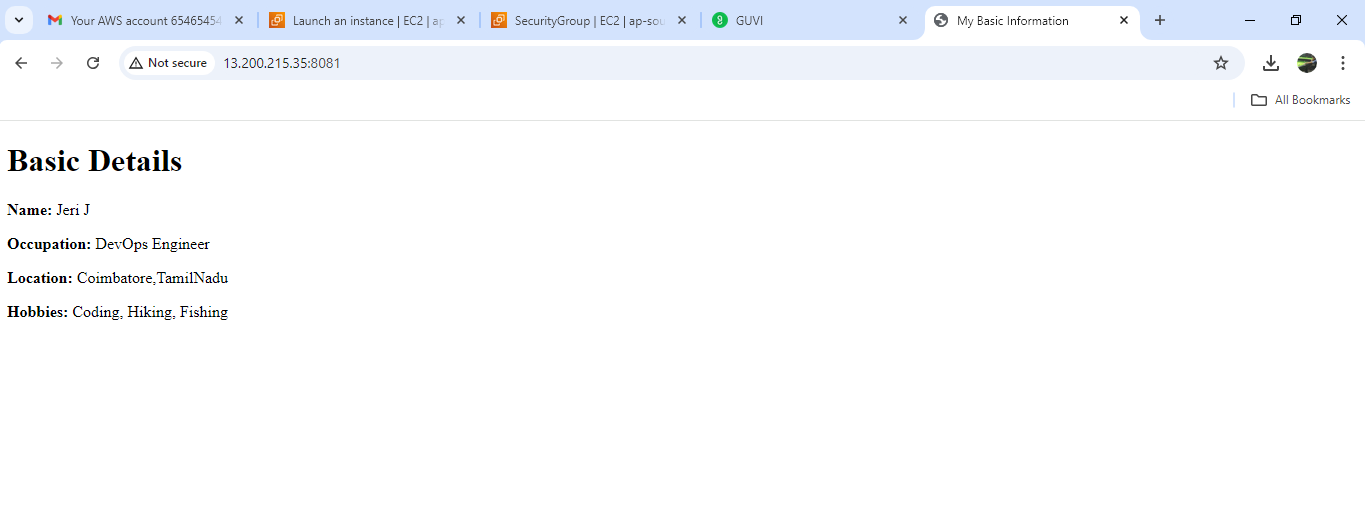 Your AWS account 65465454
Launch an instance | EC2 | ap
SecurityGroup | EC2 | ap-sou
GUVI
My Basic Information
Not secure
13.200.215.35:8081
All Bookmarks
Basic Details
Name: Jeri J
Occupation: DevOps Engineer
Location: Coimbatore,TamilNadu
Hobbies: Coding, Hiking, Fishing